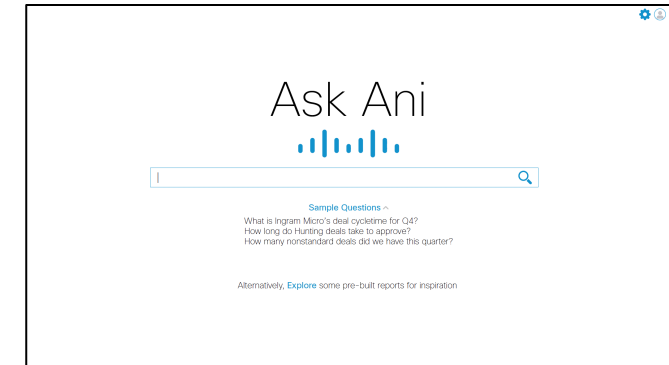 Ask Ani
Sample Questions
What is Ingram Micro's deal cycletime for Q4?
How long do Hunting deals take to approve?
How many nonstandard deals did we have this quarter?
Alternatively, Explore some pre-built reports for inspiration